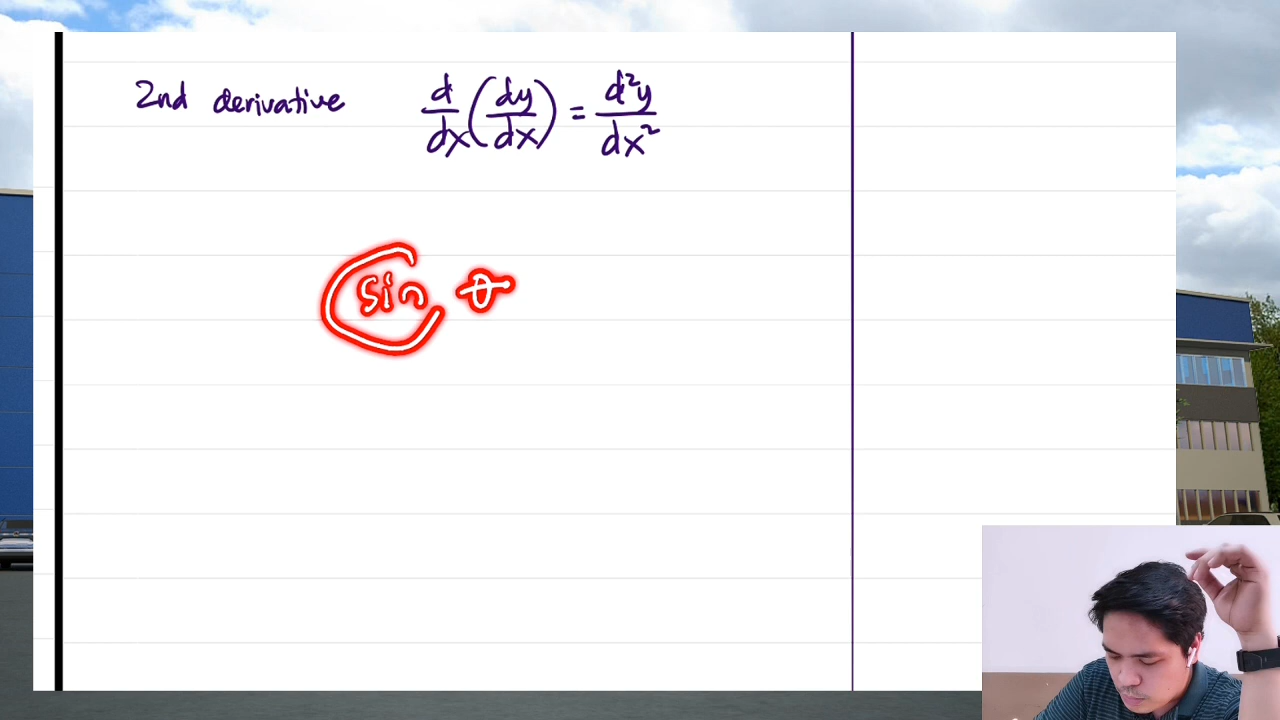 2nd derivative d/dx (dy/dx) = d²y/dx²
sin θ